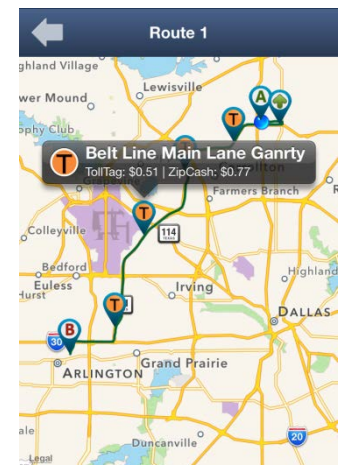 Route 1
ghland Village
Lewisville
wer Mound
ophy Club
A
T
T
Belt Line Main Lane Ganrty
TollTag: $0.51 | ZipCash: $0.77
Farmers Branch
T
Colleyville
114
Bedford
Euless
Hurst
Irving
Highland
DALLAS
T
B
30
ARLINGTON
Grand Prairie
20
Duncanville
ale
Legal